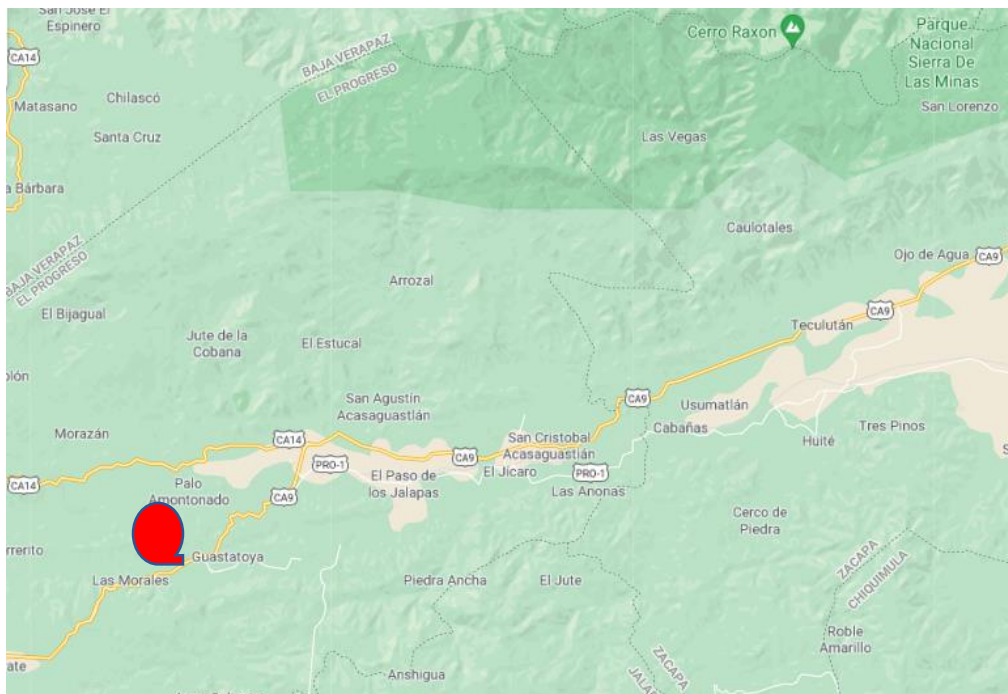 San José El
Espinero
CA14
Cerro Raxon
Parque
Nacional
Sierra De
Las Minas
BAJA VERAPAZ
EL PROGRESO
Matasano
Chilascó
San Lorenzo
Santa Cruz
Las Vegas
a Bárbara
Caulotales
BAJA VERAPAZ
EL PROGRESO
Arrozal
Ojo de Agua
CA9
El Bijagual
CA9
Teculután
Jute de la
Cobana
El Estucal
olón
San Agustín
Acasaguastlán
CA9
Usumatlán
Morazán
CA14
San Cristobal
Acasaguastlán
Cabañas
Huité
Tres Pinos
PRO-1
CA9
El Jicaro
PRO-1
S
CA14
Palo
Amontonado
El Paso de
los Jalapas
CA9
Las Anonas
Cerco de
Piedra
rrerito
Guastatoya
Las Morales
Piedra Ancha
El Jute
ZACAPA
CHIQUIMULA
Roble
Amarillo
rate
Anshigua
ZACAPA